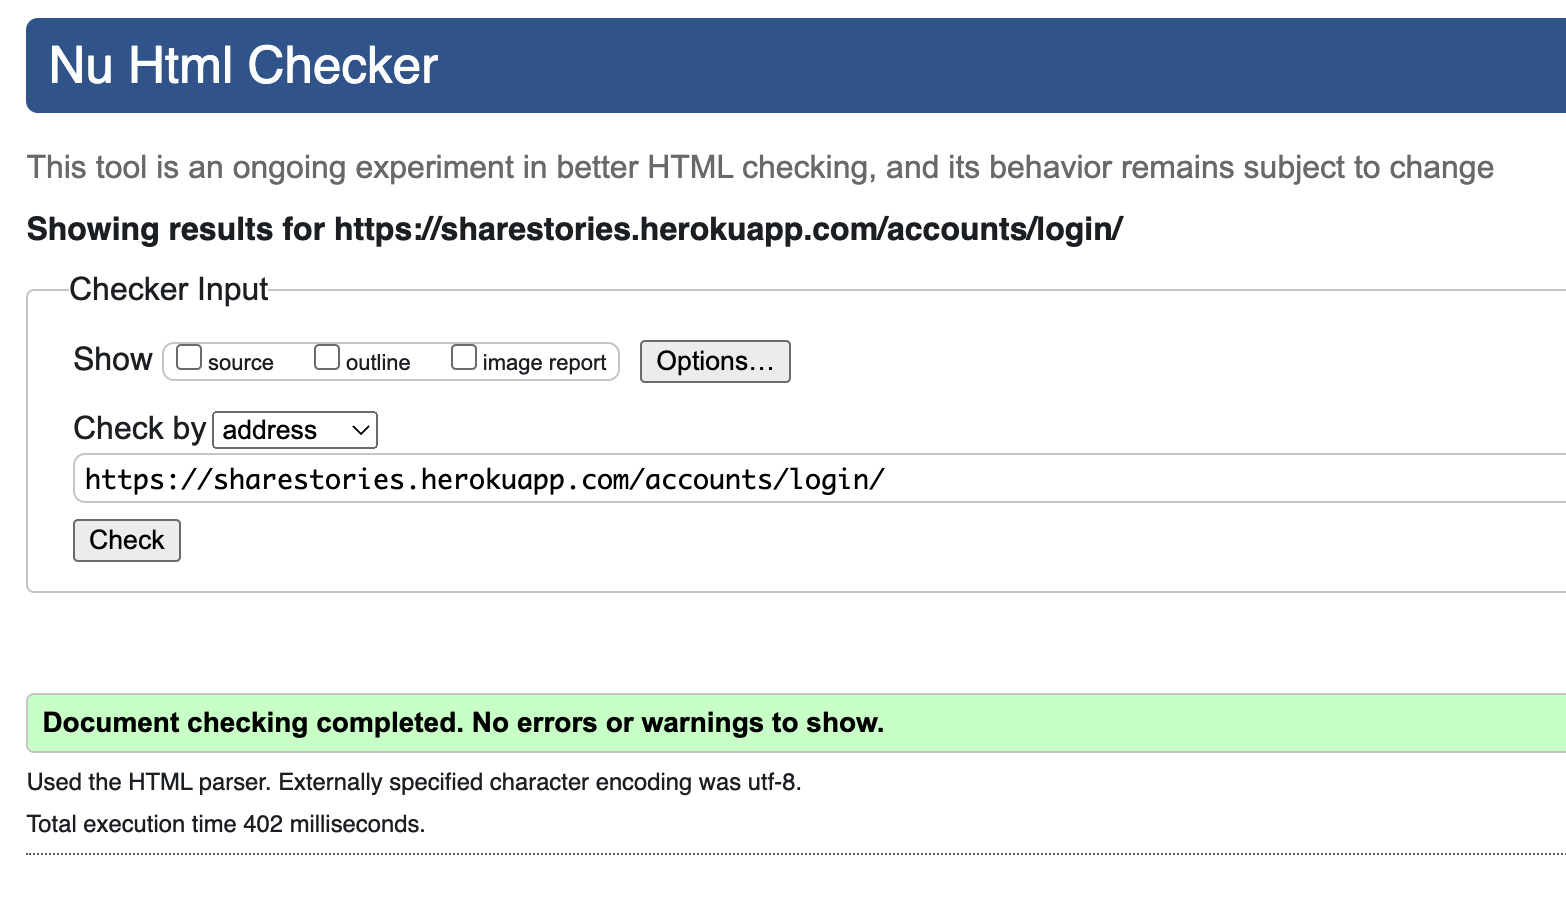 Nu Html Checker
This tool is an ongoing experiment in better HTML checking, and its behavior remains subject to change
Showing results for https://sharestories.herokuapp.com/accounts/login/
Checker Input
Show source outline image report Options...
Check by address
https://sharestories.herokuapp.com/accounts/login/
Check
Document checking completed. No errors or warnings to show.
Used the HTML parser. Externally specified character encoding was utf-8.
Total execution time 402 milliseconds.